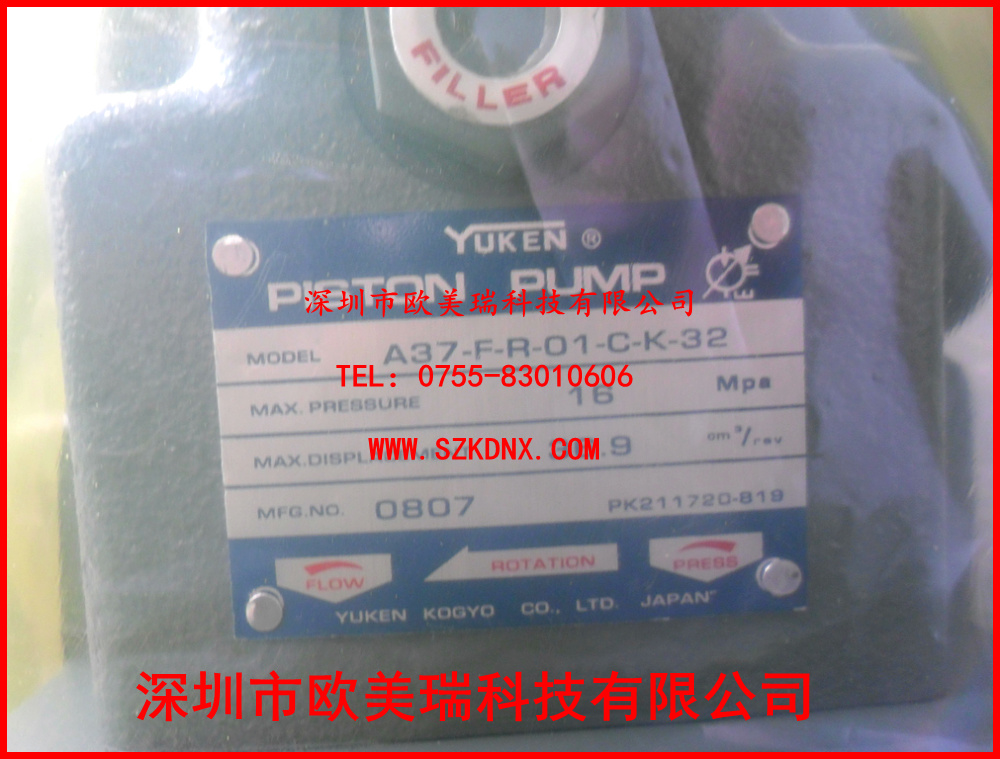 FILLER
YUKEN ®
PISTON PUMP
深圳市欧美瑞科技有限公司
MODEL A37-F-R-01-C-K-32
TEL: 0755-83010606
MAX. PRESSURE 16 Mpa
WWW.SZKDNX.COM
.9 cm³/rev
MFG.NO. 0807 PK211720-819
FLOW ROTATION PRESS
YUKEN KOGYO CO., LTD. JAPAN
深圳市欧美瑞科技有限公司